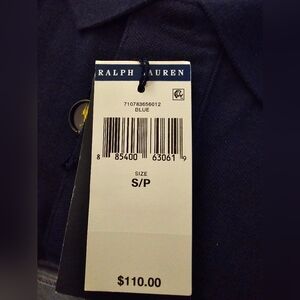 RALPH LAUREN
710783656012
BLUE
8 85400 63061 9
SIZE
S/P
$110.00